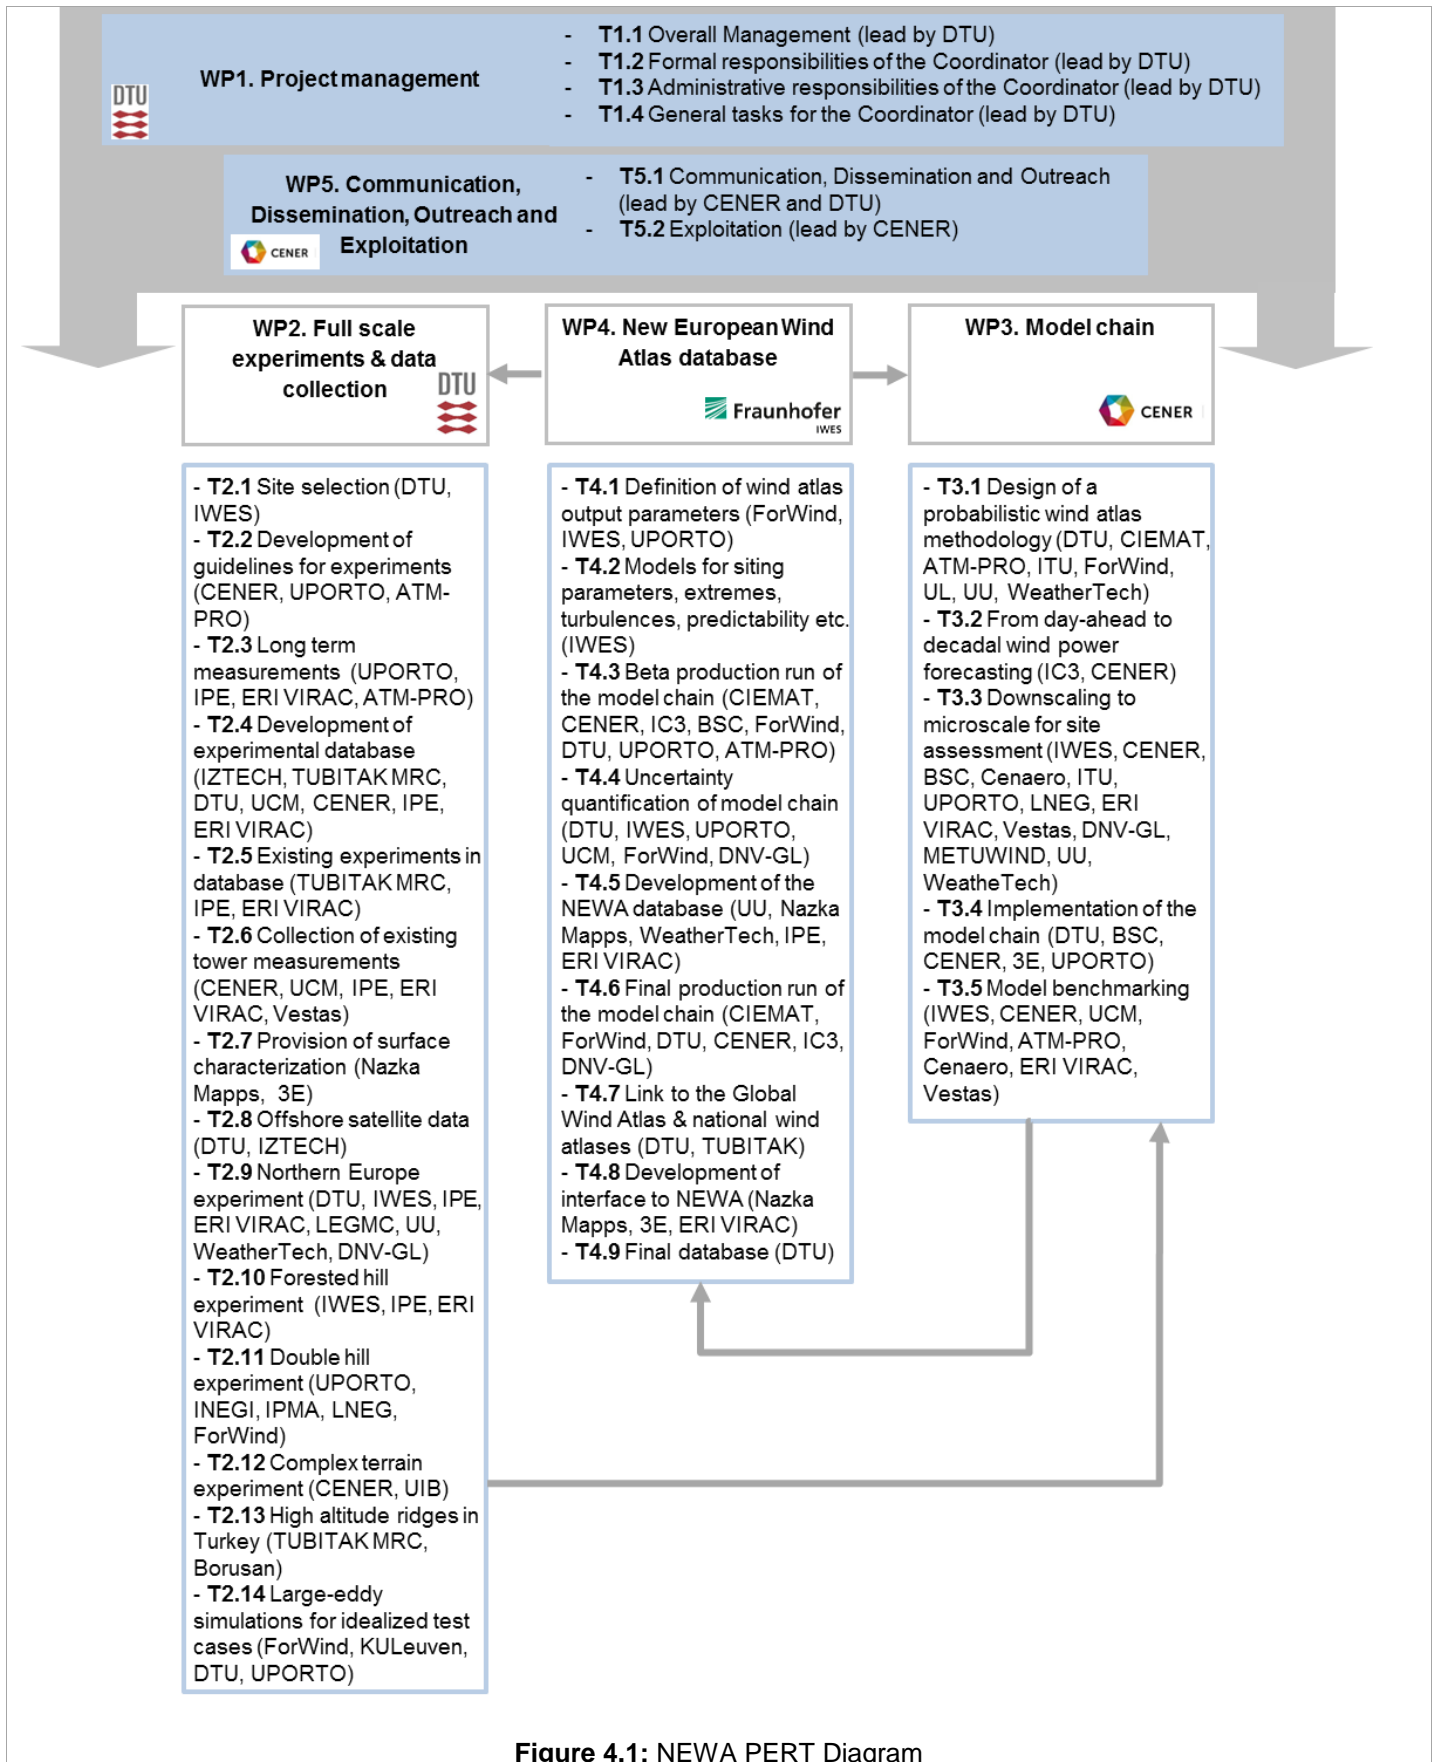 WP1. Project management
DTU
- T1.1 Overall Management (lead by DTU)
- T1.2 Formal responsibilities of the Coordinator (lead by DTU)
- T1.3 Administrative responsibilities of the Coordinator (lead by DTU)
- T1.4 General tasks for the Coordinator (lead by DTU)
WP5. Communication,
Dissemination, Outreach and
Exploitation
CENER
- T5.1 Communication, Dissemination and Outreach
(lead by CENER and DTU)
- T5.2 Exploitation (lead by CENER)
WP2. Full scale
experiments & data
collection
DTU
WP4. New European Wind
Atlas database
Fraunhofer
IWES
WP3. Model chain
CENER
- T2.1 Site selection (DTU,
IWES)
- T2.2 Development of
guidelines for experiments
(CENER, UPORTO, ATM-
PRO)
- T2.3 Long term
measurements (UPORTO,
IPE, ERI VIRAC, ATM-PRO)
- T2.4 Development of
experimental database
(IZTECH, TUBITAK MRC,
DTU, UCM, CENER, IPE,
ERI VIRAC)
- T2.5 Existing experiments in
database (TUBITAK MRC,
IPE, ERI VIRAC)
- T2.6 Collection of existing
tower measurements
(CENER, UCM, IPE, ERI
VIRAC, Vestas)
- T2.7 Provision of surface
characterization (Nazka
Mapps, 3E)
- T2.8 Offshore satellite data
(DTU, IZTECH)
- T2.9 Northern Europe
experiment (DTU, IWES, IPE,
ERI VIRAC, LEGMC, UU,
WeatherTech, DNV-GL)
- T2.10 Forested hill
experiment (IWES, IPE, ERI
VIRAC)
- T2.11 Double hill
experiment (UPORTO,
INEGI, IPMA, LNEG,
ForWind)
- T2.12 Complex terrain
experiment (CENER, UIB)
- T2.13 High altitude ridges in
Turkey (TUBITAK MRC,
Borusan)
- T2.14 Large-eddy
simulations for idealized test
cases (ForWind, KULeuven,
DTU, UPORTO)
- T4.1 Definition of wind atlas
output parameters (ForWind,
IWES, UPORTO)
- T4.2 Models for siting
parameters, extremes,
turbulences, predictability etc.
(IWES)
- T4.3 Beta production run of
the model chain (CIEMAT,
CENER, IC3, BSC, ForWind,
DTU, UPORTO, ATM-PRO)
- T4.4 Uncertainty
quantification of model chain
(DTU, IWES, UPORTO,
UCM, ForWind, DNV-GL)
- T4.5 Development of the
NEWA database (UU, Nazka
Mapps, WeatherTech, IPE,
ERI VIRAC)
- T4.6 Final production run of
the model chain (CIEMAT,
ForWind, DTU, CENER, IC3,
DNV-GL)
- T4.7 Link to the Global
Wind Atlas & national wind
atlases (DTU, TUBITAK)
- T4.8 Development of
interface to NEWA (Nazka
Mapps, 3E, ERI VIRAC)
- T4.9 Final database (DTU)
- T3.1 Design of a
probabilistic wind atlas
methodology (DTU, CIEMAT,
ATM-PRO, ITU, ForWind,
UL, UU, WeatherTech)
- T3.2 From day-ahead to
decadal wind power
forecasting (IC3, CENER)
- T3.3 Downscaling to
microscale for site
assessment (IWES, CENER,
BSC, Cenaero, ITU,
UPORTO, LNEG, ERI
VIRAC, Vestas, DNV-GL,
METUWIND, UU,
WeatheTech)
- T3.4 Implementation of the
model chain (DTU, BSC,
CENER, 3E, UPORTO)
- T3.5 Model benchmarking
(IWES, CENER, UCM,
ForWind, ATM-PRO,
Cenaero, ERI VIRAC,
Vestas)
Figure 4.1: NEWA PERT Diagram